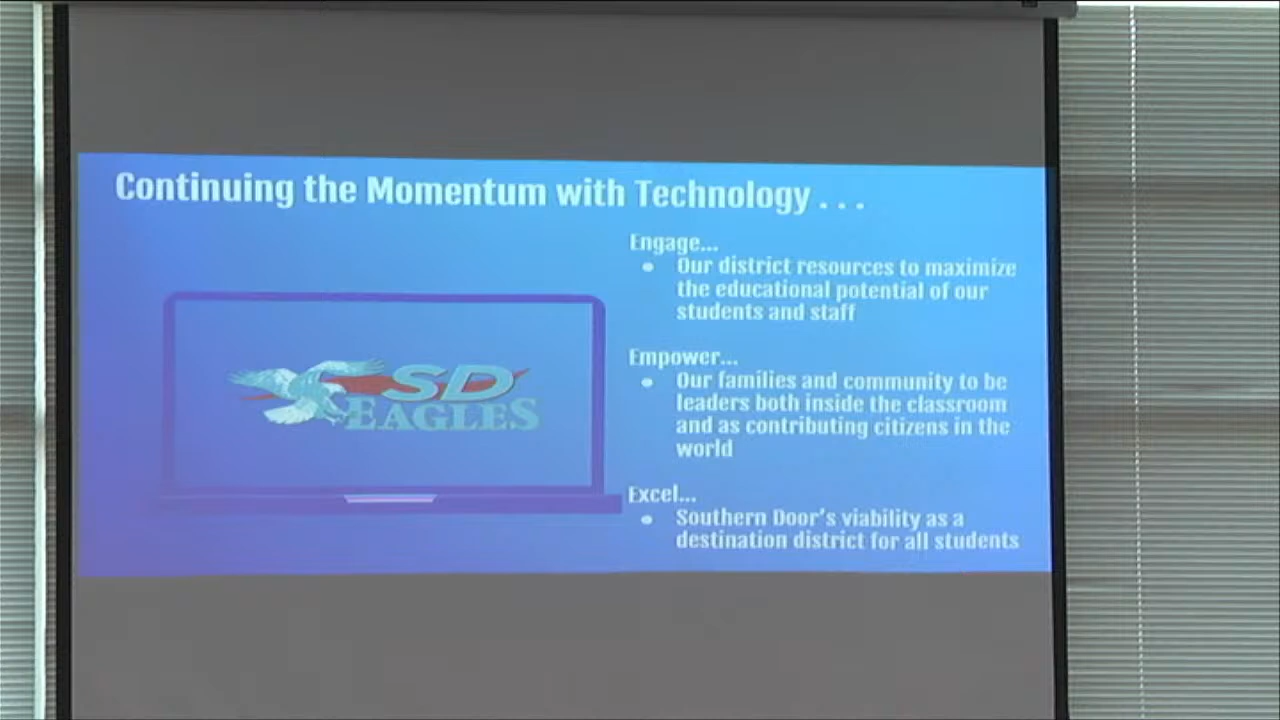 Continuing the Momentum with Technology . . .
Engage...
● Our district resources to maximize
the educational potential of our
students and staff
SD
EAGLES
Empower...
● Our families and community to be
leaders both inside the classroom
and as contributing citizens in the
world
Excel...
● Southern Door's viability as a
destination district for all students